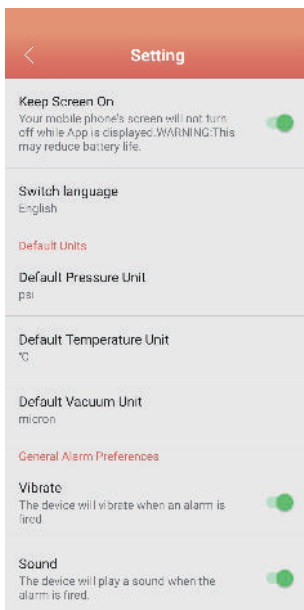 Setting
Keep Screen On
Your mobile phone's screen will not turn
off while App is displayed.WARNING:This
may reduce battery life.
Switch language
English
Default Units
Default Pressure Unit
psi
Default Temperature Unit
℃
Default Vacuum Unit
micron
General Alarm Preferences
Vibrate
The device will vibrate when an alarm is
fired.
Sound
The device will play a sound when the
alarm is fired.